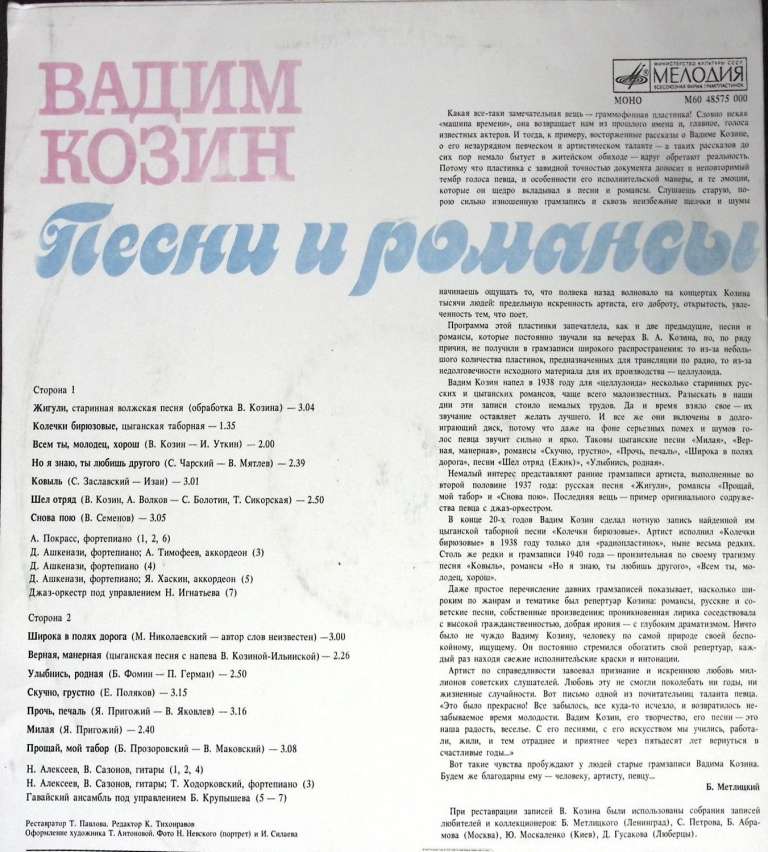 ВАДИМ
КОЗИН
Песни и романсы
МИНИСТЕРСТВО КУЛЬТУРЫ СССР
МЕЛОДИЯ
ВСЕСОЮЗНАЯ ФИРМА ГРАМПЛАСТИНОК
МОНО М60 48575 000
Какая все-таки замечательная вещь — граммофонная пластинка! Словно некая
«машина времени», она возвращает нам из прошлого имена и, главное, голоса
известных актеров. И тогда, к примеру, восторженные рассказы о Вадиме Козине,
о его незаурядном певческом и артистическом таланте — а таких рассказов до
сих пор немало бытует в житейском обиходе — вдруг обретают реальность.
Потому что пластинка с завидной точностью документа доносит и неповторимый
тембр голоса певца, и особенности его исполнительской манеры, и те эмоции,
которые он щедро вкладывал в песни и романсы. Слушаешь старую, по-
рою сильно изношенную грамзапись и сквозь неизбежные щелчки и шумы
начинаешь ощущать то, что полвека назад волновало на концертах Козина
тысячи людей: предельную искренность артиста, его доброту, открытость, увле-
ченность тем, что поет.
Программа этой пластинки запечатлела, как и две предыдущие, песни и
романсы, которые постоянно звучали на вечерах В. А. Козина, но, по ряду
причин, не получили в грамзаписи широкого распространения: то из-за неболь-
шого количества пластинок, предназначенных для трансляции по радио, то из-за
недолговечности исходного материала для их производства — целлулоида.
Вадим Козин напел в 1938 году для «целлулоида» несколько старинных рус-
ских и цыганских романсов, чаще всего малоизвестных. Разыскать в наши
дни эти записи стоило немалых трудов. Да и время взяло свое — их
звучание оставляет желать лучшего. И все же они включены в долго-
играющий диск, потому что даже на фоне серьезных помех и шумов го-
лос певца звучит сильно и ярко. Таковы цыганские песни «Милая», «Вер-
ная, манерная», романсы «Скучно, грустно», «Прочь, печаль», «Широка в полях
дорога», песни «Шел отряд (Ежик)», «Улыбнись, родная».
Немалый интерес представляют ранние грамзаписи артиста, выполненные во
второй половине 1937 года: русская песня «Жигули», романсы «Прощай,
мой табор» и «Снова пою». Последняя вещь — пример оригинального содруже-
ства певца с джаз-оркестром.
В конце 20-х годов Вадим Козин сделал нотную запись найденной им
цыганской таборной песни «Колечки бирюзовые». Артист исполнил «Колечки
бирюзовые» в 1938 году только для «радиопластинок», ныне весьма редких.
Столь же редки и грамзаписи 1940 года — пронзительная по своему трагизму
песня «Ковыль», романсы «Но я знаю, ты любишь другого», «Всем ты, мо-
лодец, хорош».
Даже простое перечисление давних грамзаписей показывает, насколько ши-
роким по жанрам и тематике был репертуар Козина: романсы, русские и со-
ветские песни, собственные произведения; проникновенная лирика соседствовала
с высокой гражданственностью, добрая ирония — с глубоким драматизмом. Ничто
было не чуждо Вадиму Козину, человеку по самой природе своей беспо-
койному, ищущему. Он постоянно стремился обогатить свой репертуар, каж-
дый раз находя свежие исполнительские краски и интонации.
Артист по справедливости завоевал признание и искреннюю любовь мил-
лионов советских слушателей. Любовь эту не смогли поколебать ни годы, ни
жизненные случайности. Вот письмо одной из почитательниц таланта певца.
«Это было прекрасно! Все забылось, все куда-то исчезло, и возвратилось не-
забываемое время молодости. Вадим Козин, его творчество, его песни — это
наша радость, веселье. С его песнями, с его искусством мы учились, работа-
ли, жили, и тем отраднее и приятнее через пятьдесят лет вернуться в
счастливые годы...»
Вот такие чувства пробуждают у людей старые грамзаписи Вадима Козина.
Будем же благодарны ему — человеку, артисту, певцу...
Б. Метлицкий
При реставрации записей В. Козина были использованы собрания записей
любителей и коллекционеров: Б. Метлицкого (Ленинград), С. Петрова, Б. Абра-
мова (Москва), Ю. Москаленко (Киев), Д. Гусакова (Люберцы).
Сторона 1
Жигули, старинная волжская песня (обработка В. Козина) — 3.04
Колечки бирюзовые, цыганская таборная — 1.35
Всем ты, молодец, хорош (В. Козин — И. Уткин) — 2.00
Но я знаю, ты любишь другого (С. Чарский — В. Мятлев) — 2.39
Ковыль (С. Заславский — Изаи) — 3.01
Шел отряд (В. Козин, А. Волков — С. Болотин, Т. Сикорская) — 2.50
Снова пою (В. Семенов) — 3.05
А. Покрасс, фортепиано (1, 2, 6)
Д. Ашкенази, фортепиано; А. Тимофеев, аккордеон (3)
Д. Ашкенази, фортепиано (4)
Д. Ашкенази, фортепиано; Я. Хаскин, аккордеон (5)
Джаз-оркестр под управлением Н. Игнатьева (7)
Сторона 2
Широка в полях дорога (М. Николаевский — автор слов неизвестен) —3.00
Верная, манерная (цыганская песня с напева В. Козиной-Ильинской) — 2.26
Улыбнись, родная (Б. Фомин — П. Герман) — 2.50
Скучно, грустно (Е. Поляков) — 3.15
Прочь, печаль (Я. Пригожий — В. Яковлев) — 3.16
Милая (Я. Пригожий) — 2.40
Прощай, мой табор (Б. Прозоровский — В. Маковский) — 3.08
Н. Алексеев, В. Сазонов, гитары (1, 2, 4)
Н. Алексеев, В. Сазонов, гитары; Т. Ходорковский, фортепиано (3)
Гавайский ансамбль под управлением Б. Крупышева (5 — 7)
Реставратор Т. Павлова. Редактор К. Тихонравов
Оформление художника Т. Антоновой. Фото Н. Невского (портрет) и И. Силаева